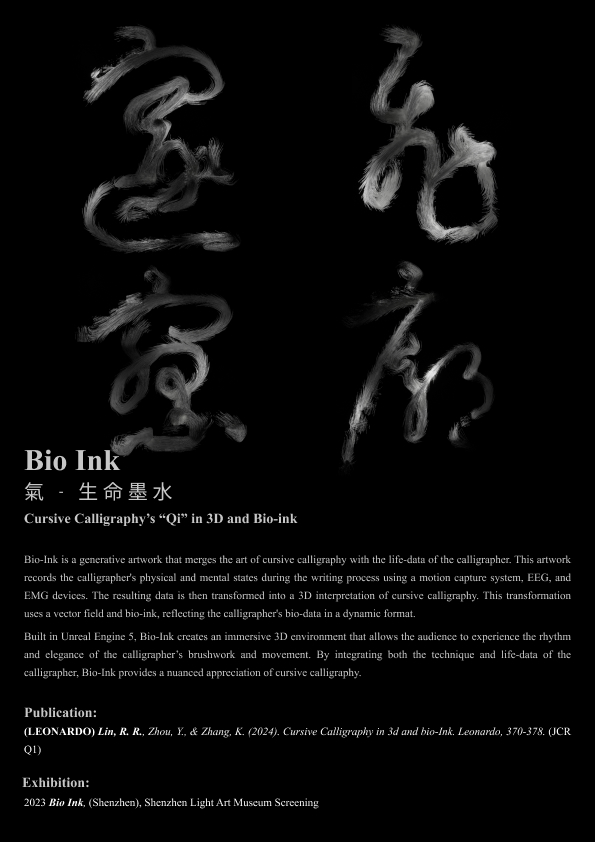 Bio Ink
氣 - 生命墨水
Cursive Calligraphy’s “Qi” in 3D and Bio-ink
Bio-Ink is a generative artwork that merges the art of cursive calligraphy with the life-data of the calligrapher. This artwork
records the calligrapher's physical and mental states during the writing process using a motion capture system, EEG, and
EMG devices. The resulting data is then transformed into a 3D interpretation of cursive calligraphy. This transformation
uses a vector field and bio-ink, reflecting the calligrapher's bio-data in a dynamic format.
Built in Unreal Engine 5, Bio-Ink creates an immersive 3D environment that allows the audience to experience the rhythm
and elegance of the calligrapher’s brushwork and movement. By integrating both the technique and life-data of the
calligrapher, Bio-Ink provides a nuanced appreciation of cursive calligraphy.
Publication:
(LEONARDO) Lin, R. R., Zhou, Y., & Zhang, K. (2024). Cursive Calligraphy in 3d and bio-Ink. Leonardo, 370-378. (JCR
Q1)
Exhibition:
2023 Bio Ink, (Shenzhen), Shenzhen Light Art Museum Screening